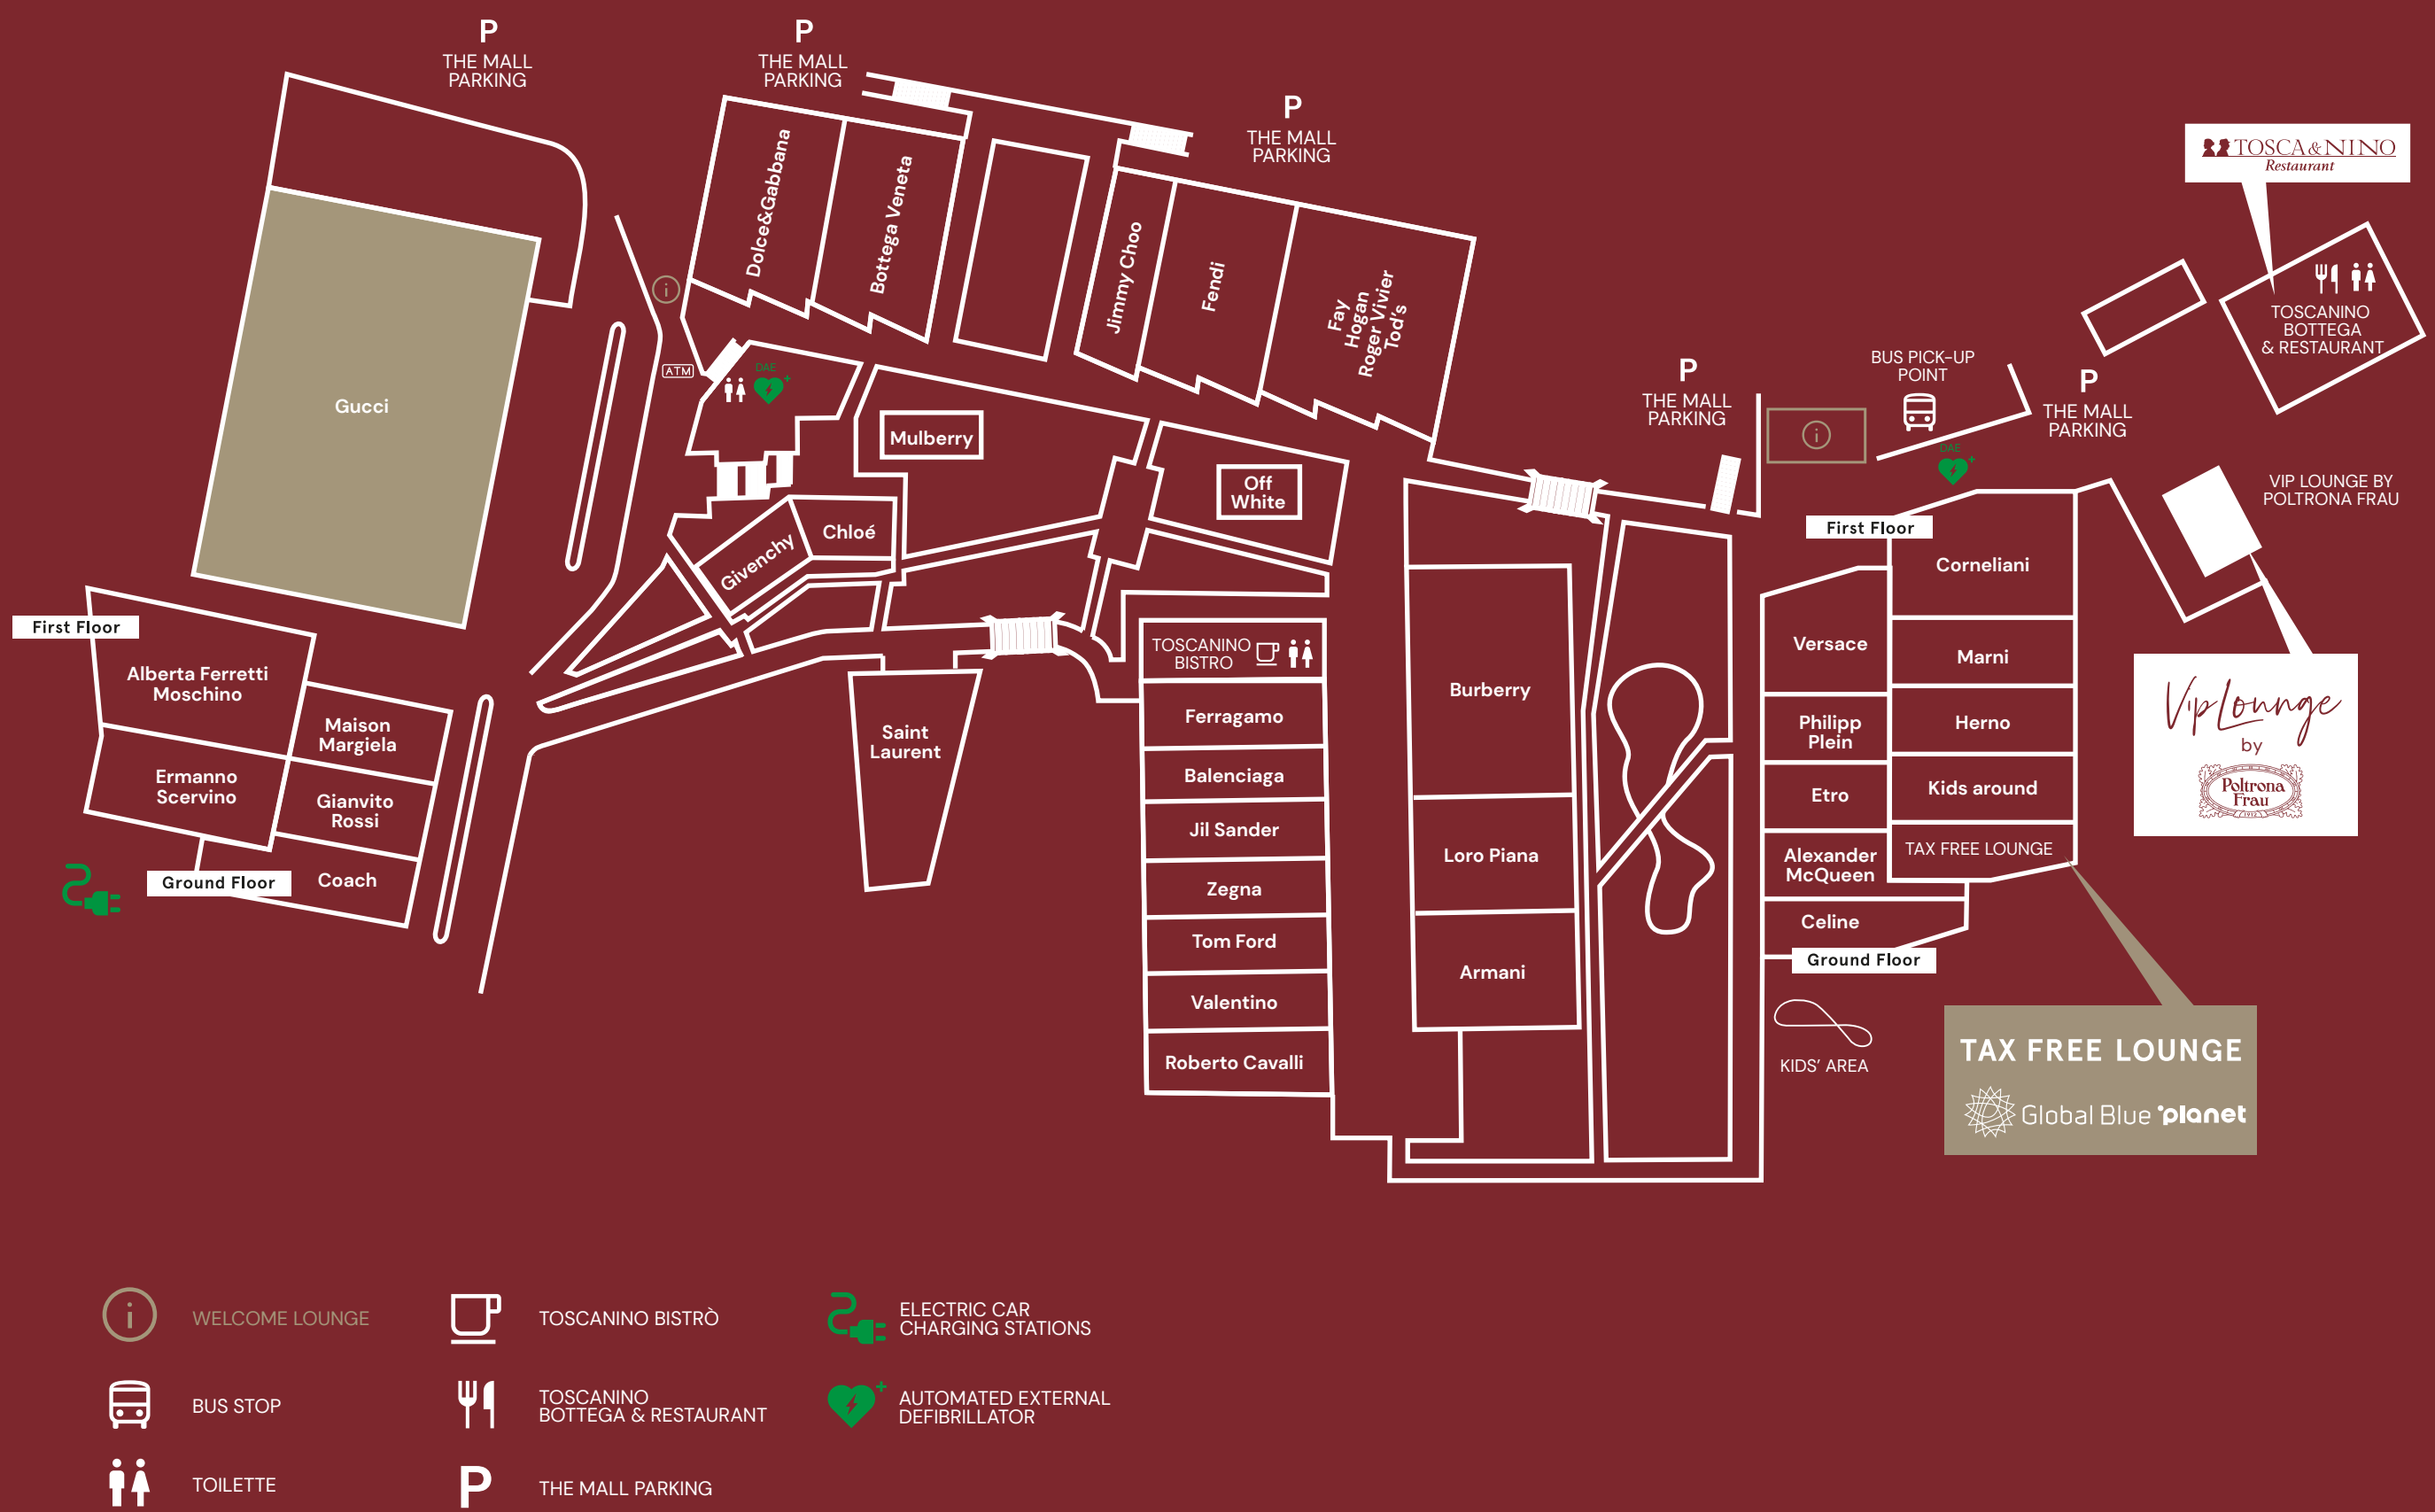 P
THE MALL
PARKING
P
THE MALL
PARKING
P
THE MALL
PARKING
TOSCA&NINO
Restaurant
Dolce&Gabbana
Bottega Veneta
Jimmy Choo
Fendi
Fay
Hogan
Roger Vivier
Tod's
i
ATM
DAE
Gucci
Mulberry
Off
White
Chloé
Givenchy
P
THE MALL
PARKING
i
BUS PICK-UP
POINT
DAE
P
THE MALL
PARKING
TOSCANINO
BOTTEGA
& RESTAURANT
VIP LOUNGE BY
POLTRONA FRAU
First Floor
Alberta Ferretti
Moschino
Ermanno
Scervino
Maison
Margiela
Gianvito
Rossi
Coach
Ground Floor
Saint
Laurent
TOSCANINO
BISTRO
Ferragamo
Balenciaga
Jil Sander
Zegna
Tom Ford
Valentino
Roberto Cavalli
Burberry
Loro Piana
Armani
First Floor
Corneliani
Versace
Marni
Philipp
Plein
Herno
Etro
Kids around
Alexander
McQueen
TAX FREE LOUNGE
Celine
Ground Floor
KIDS' AREA
Vip Lounge
by
Poltrona
Frau
1912
TAX FREE LOUNGE
Global Blue planet
i
WELCOME LOUNGE
BUS STOP
TOILETTE
TOSCANINO BISTRÒ
TOSCANINO
BOTTEGA & RESTAURANT
P
THE MALL PARKING
ELECTRIC CAR
CHARGING STATIONS
AUTOMATED EXTERNAL
DEFIBRILLATOR